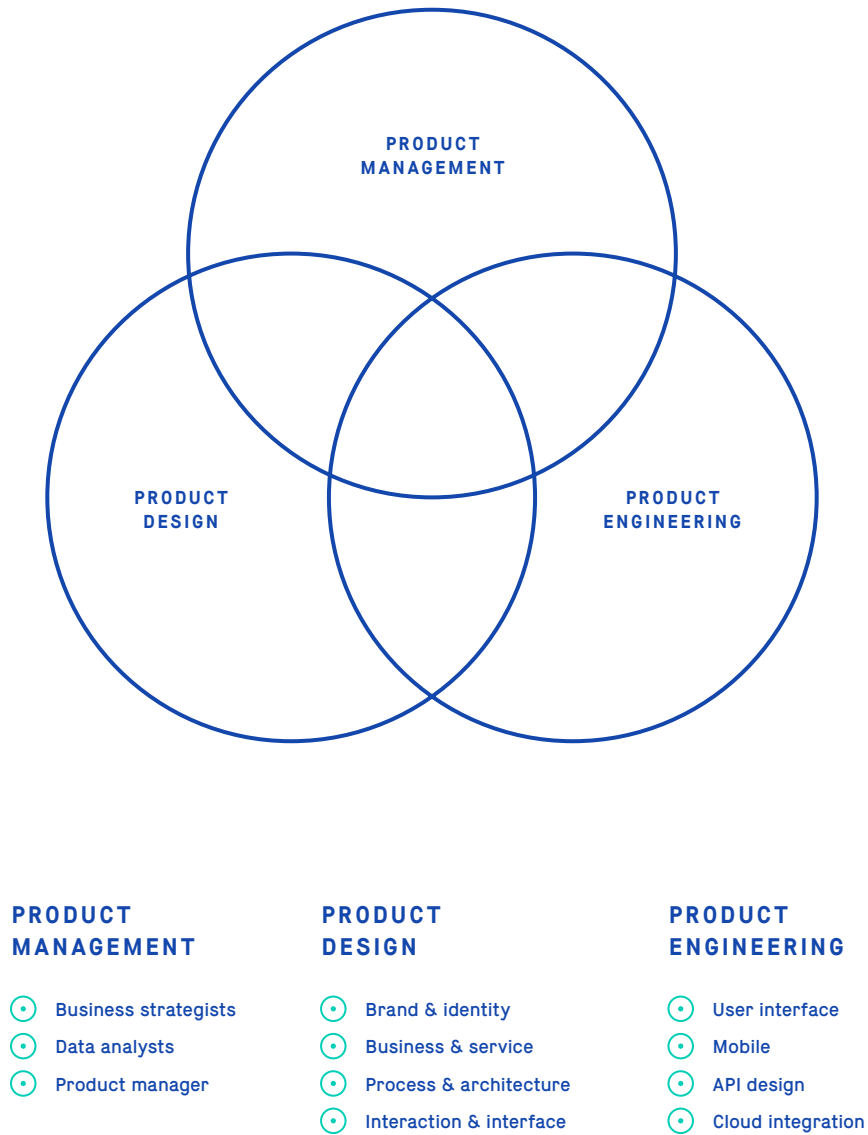 PRODUCT
MANAGEMENT
PRODUCT
DESIGN
PRODUCT
ENGINEERING
PRODUCT
MANAGEMENT
Business strategists
Data analysts
Product manager
PRODUCT
DESIGN
Brand & identity
Business & service
Process & architecture
Interaction & interface
PRODUCT
ENGINEERING
User interface
Mobile
API design
Cloud integration